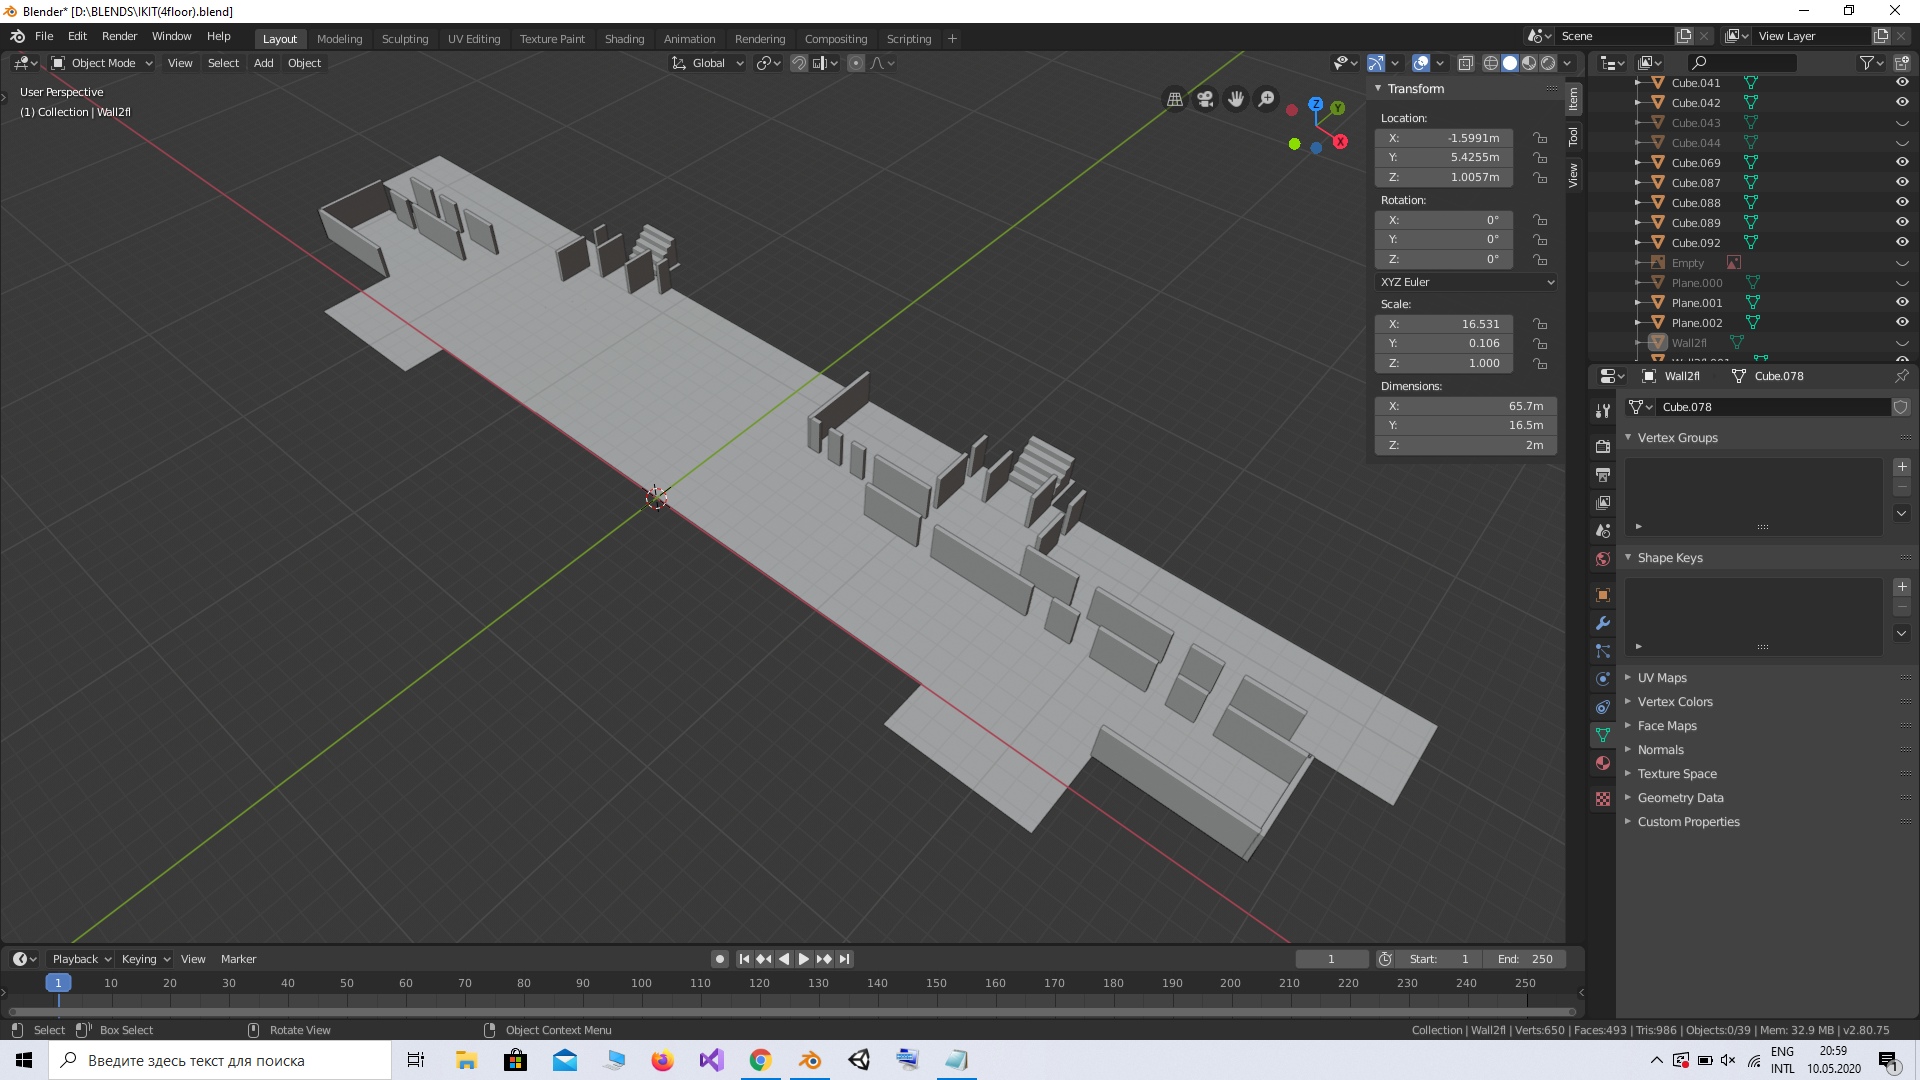 Blender* [D:\BLENDS\IKIT(4floor).blend]
File Edit Render Window Help
Layout Modeling Sculpting UV Editing Texture Paint Shading Animation Rendering Compositing Scripting +
Scene
View Layer
Object Mode View Select Add Object
Global
User Perspective
(1) Collection | Wall2fl
Z
Y
X
Transform
Location:
X: -1.5991m
Y: 5.4255m
Z: 1.0057m
Rotation:
X: 0°
Y: 0°
Z: 0°
XYZ Euler
Scale:
X: 16.531
Y: 0.106
Z: 1.000
Dimensions:
X: 65.7m
Y: 16.5m
Z: 2m
Item
Tool
View
Cube.041
Cube.042
Cube.043
Cube.044
Cube.069
Cube.087
Cube.088
Cube.089
Cube.092
Empty
Plane.000
Plane.001
Plane.002
Wall2fl
Wall2fl.001
Wall2fl Cube.078
Cube.078
Vertex Groups
Shape Keys
UV Maps
Vertex Colors
Face Maps
Normals
Texture Space
Geometry Data
Custom Properties
Playback Keying View Marker
1
Start: 1
End: 250
1 10 20 30 40 50 60 70 80 90 100 110 120 130 140 150 160 170 180 190 200 210 220 230 240 250
Select Box Select Rotate View Object Context Menu
Collection | Wall2fl | Verts:650 | Faces:493 | Tris:986 | Objects:0/39 | Mem: 32.9 MB | v2.80.75
Введите здесь текст для поиска
ENG
INTL
20:59
10.05.2020
1